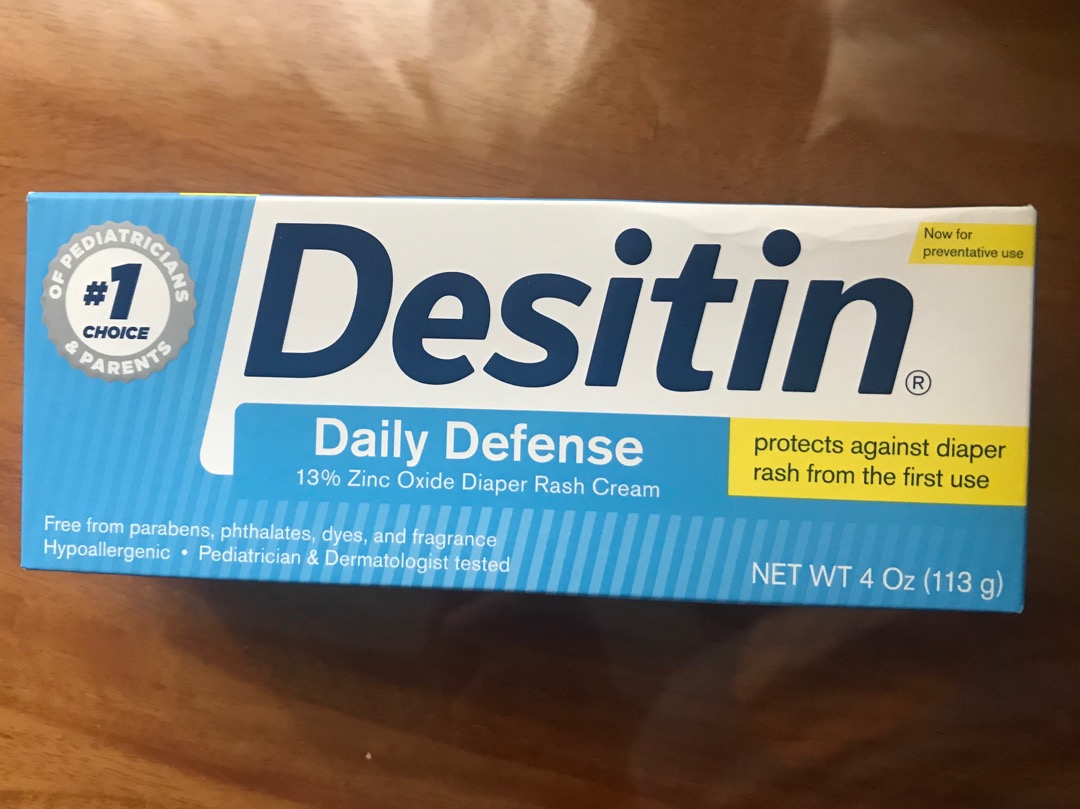 OF PEDIATRICIANS
#1
CHOICE
& PARENTS
Desitin®
Now for
preventative use
Daily Defense
13% Zinc Oxide Diaper Rash Cream
protects against diaper
rash from the first use
Free from parabens, phthalates, dyes, and fragrance
Hypoallergenic • Pediatrician & Dermatologist tested
NET WT 4 Oz (113 g)